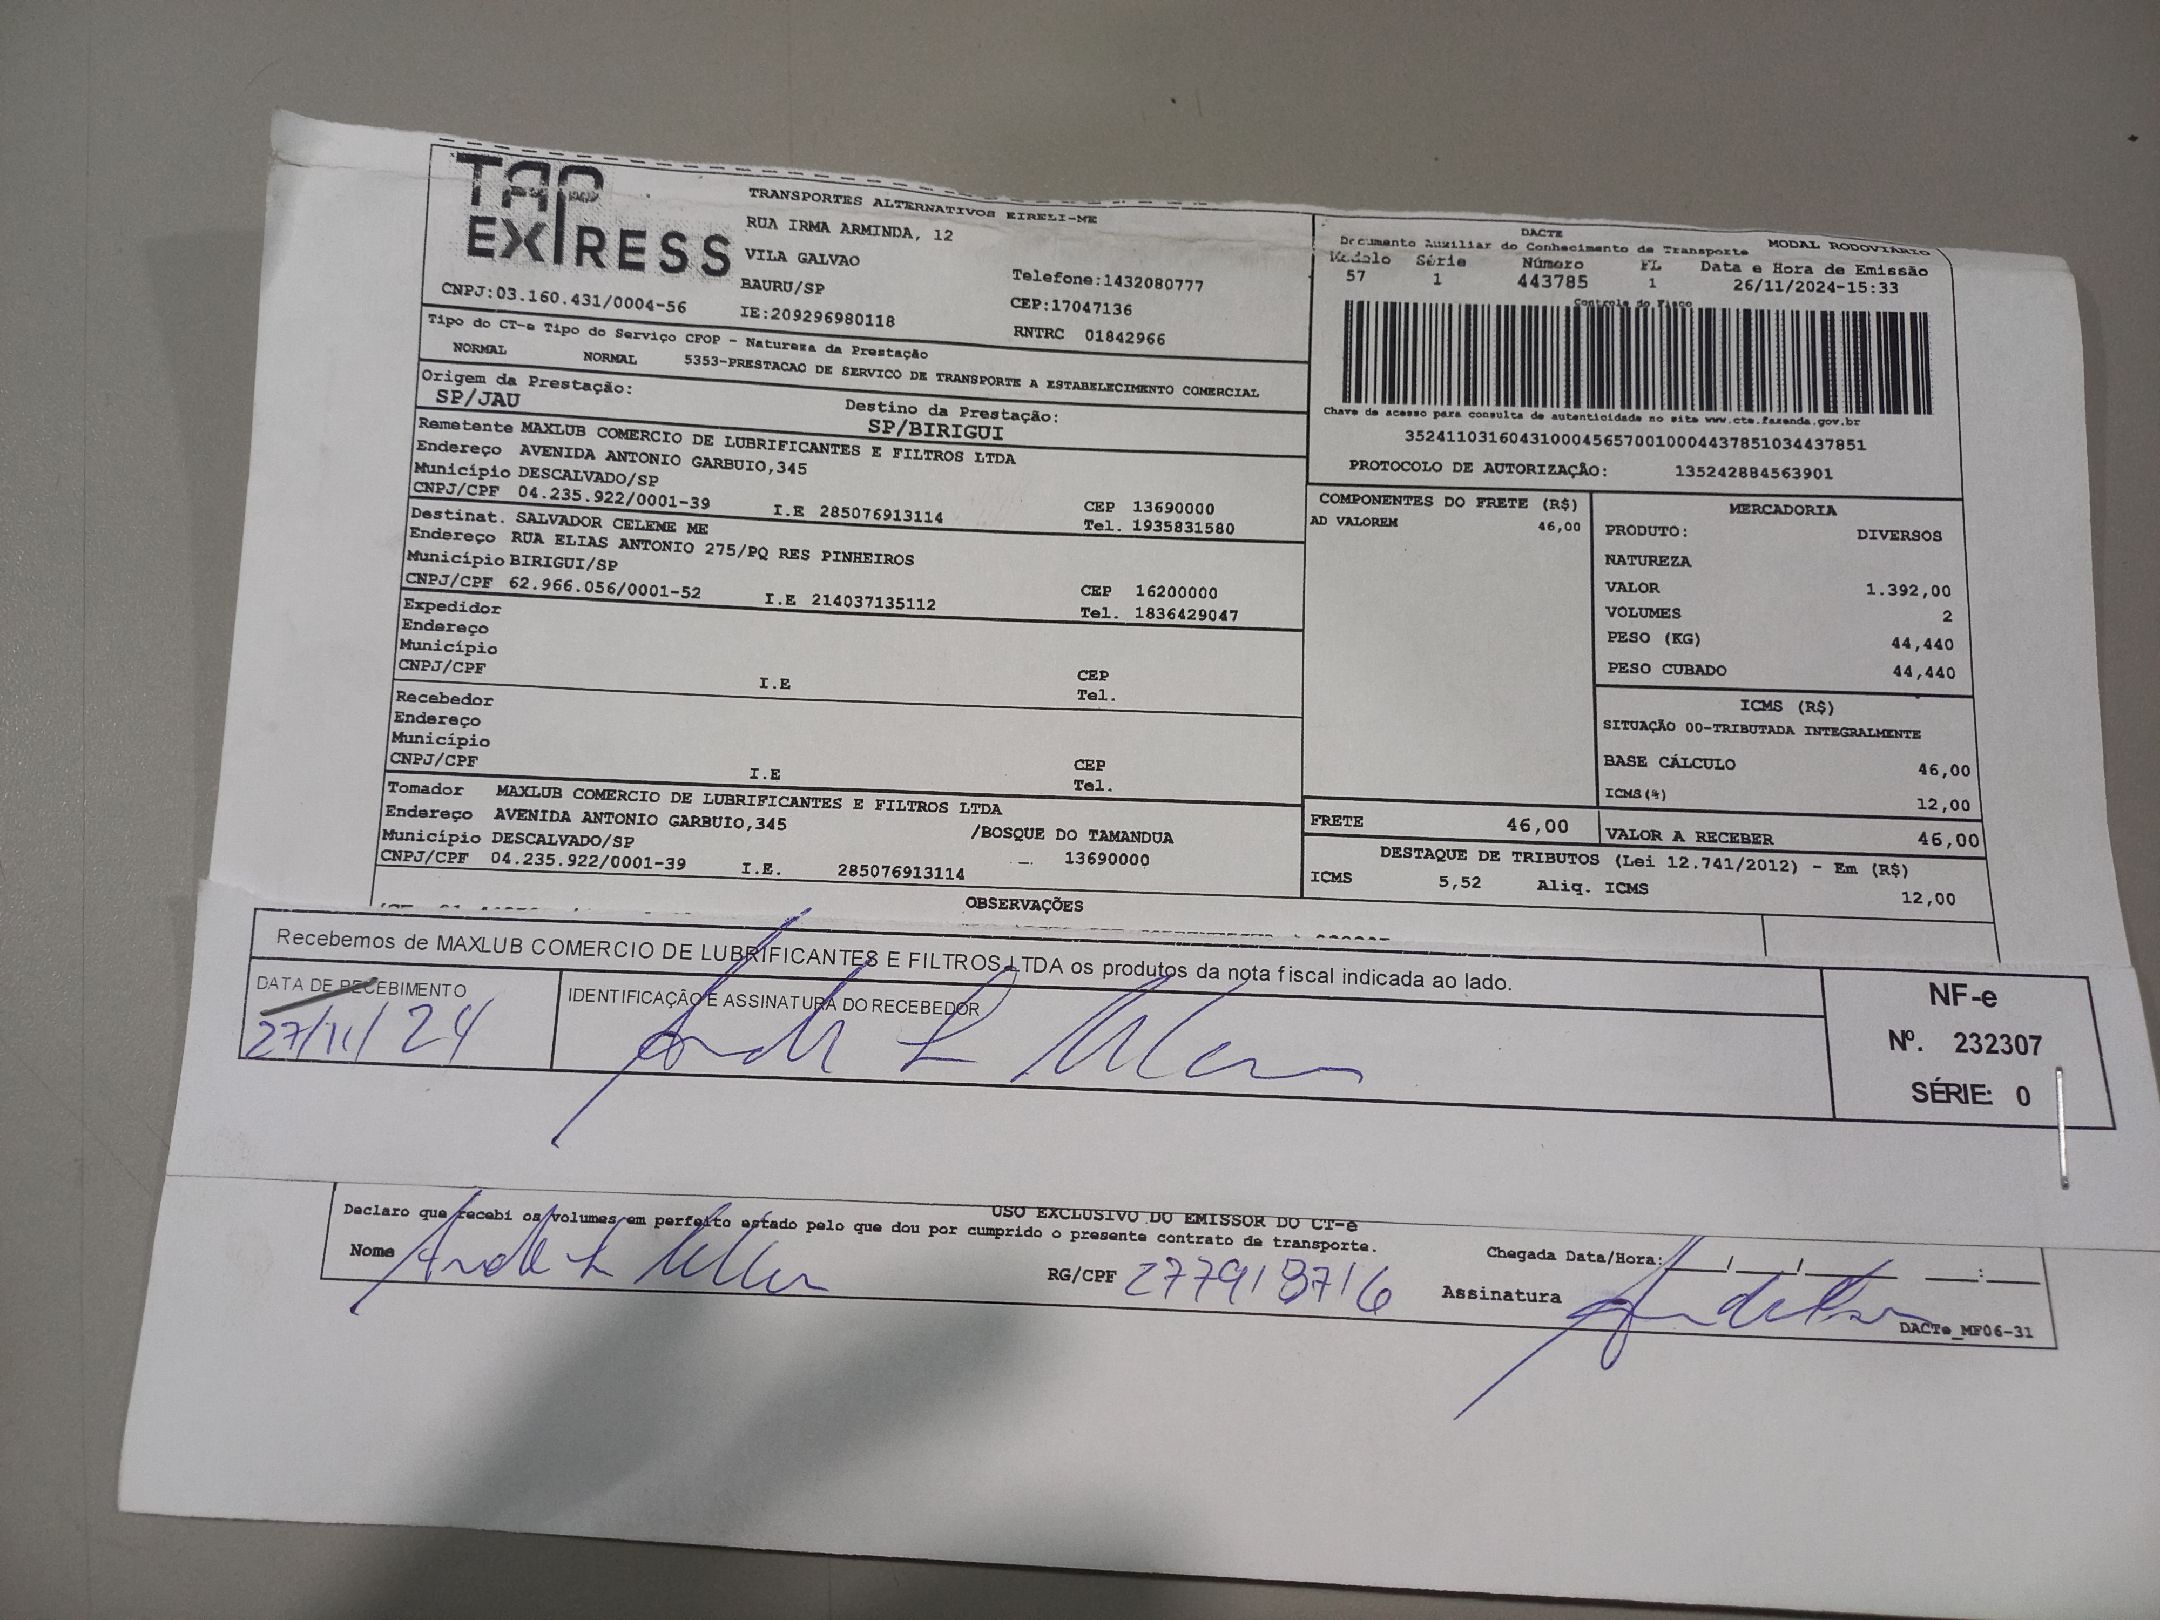 TAP EXPRESS
TRANSPORTES ALTERNATIVOS EIRELI-ME
RUA IRMA ARMINDA, 12
VILA GALVAO
BAURU/SP
Telefone:1432080777
CNPJ:03.160.431/0004-56
IE:209296980118
CEP:17047136
RNTRC 01842966
Tipo do CT-e Tipo do Serviço CFOP - Natureza da Prestação
NORMAL NORMAL 5353-PRESTACAO DE SERVICO DE TRANSPORTE A ESTABELECIMENTO COMERCIAL
Origem da Prestação: Destino da Prestação:
SP/JAU SP/BIRIGUI
Remetente MAXLUB COMERCIO DE LUBRIFICANTES E FILTROS LTDA
Endereço AVENIDA ANTONIO GARBUIO,345
Município DESCALVADO/SP CEP 13690000
CNPJ/CPF 04.235.922/0001-39 I.E 285076913114 Tel. 1935831580
Destinat. SALVADOR CELEME ME
Endereço RUA ELIAS ANTONIO 275/PQ RES PINHEIROS
Município BIRIGUI/SP CEP 16200000
CNPJ/CPF 62.966.056/0001-52 I.E 214037135112 Tel. 1836429047
Expedidor
Endereço
Município CEP
CNPJ/CPF I.E Tel.
Recebedor
Endereço
Município CEP
CNPJ/CPF I.E Tel.
Tomador MAXLUB COMERCIO DE LUBRIFICANTES E FILTROS LTDA
Endereço AVENIDA ANTONIO GARBUIO,345 /BOSQUE DO TAMANDUA
Município DESCALVADO/SP 13690000
CNPJ/CPF 04.235.922/0001-39 I.E. 285076913114
OBSERVAÇÕES
DACTE MODAL RODOVIÁRIO
Documento Auxiliar do Conhecimento de Transporte
Modelo Série Número FL Data e Hora de Emissão
57 1 443785 1 26/11/2024-15:33
Controle do Fisco
Chave de acesso para consulta de autenticidade no site www.cte.fazenda.gov.br
35241103160431000456570010004437851034437851
PROTOCOLO DE AUTORIZAÇÃO: 135242884563901
COMPONENTES DO FRETE (R$)
AD VALOREM 46,00
MERCADORIA
PRODUTO: DIVERSOS
NATUREZA
VALOR 1.392,00
VOLUMES 2
PESO (KG) 44,440
PESO CUBADO 44,440
ICMS (R$)
SITUAÇÃO 00-TRIBUTADA INTEGRALMENTE
BASE CÁLCULO 46,00
ICMS(%) 12,00
FRETE 46,00 VALOR A RECEBER 46,00
DESTAQUE DE TRIBUTOS (Lei 12.741/2012) - Em (R$)
ICMS 5,52 Aliq. ICMS 12,00
Recebemos de MAXLUB COMERCIO DE LUBRIFICANTES E FILTROS LTDA os produtos da nota fiscal indicada ao lado.
DATA DE RECEBIMENTO IDENTIFICAÇÃO E ASSINATURA DO RECEBEDOR
27/11/24
NF-e
Nº. 232307
SÉRIE: 0
USO EXCLUSIVO DO EMISSOR DO CT-e
Declaro que recebi os volumes em perfeito estado pelo que dou por cumprido o presente contrato de transporte.
Nome RG/CPF 277918716 Chegada Data/Hora:____/____/______ ____:____
Assinatura
DACTe_MF06-31